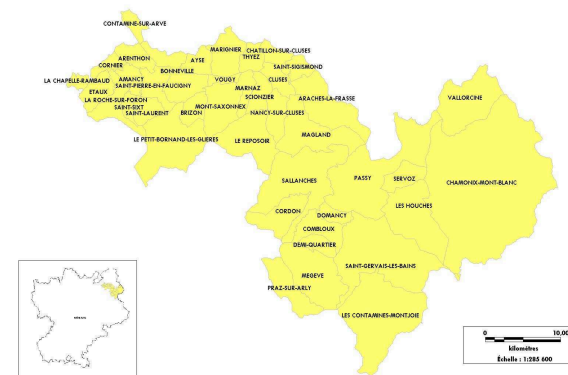 CONTAMINE-SUR-ARVE
MARIGNIER
CHATILLON-SUR-CLUSES
ARENTHON
AYSE
THYEZ
CORNIER
SAINT-SIGISMOND
BONNEVILLE
LA CHAPELLE-RAMBAUD
AMANCY
VOUGY
CLUSES
SAINT-PIERRE-EN-FAUCIGNY
MARNAZ
ETAUX
SCIONZIER
ARACHES-LA-FRASSE
VALLORCINE
LA ROCHE-SUR-FORON
SAINT-SIXT
MONT-SAXONNEX
SAINT-LAURENT
BRIZON
NANCY-SUR-CLUSES
MAGLAND
LE PETIT-BORNAND-LES-GLIERES
LE REPOSOIR
SALLANCHES
PASSY
SERVOZ
CHAMONIX-MONT-BLANC
LES HOUCHES
CORDON
DOMANCY
COMBLOUX
DEMI-QUARTIER
SAINT-GERVAIS-LES-BAINS
MEGEVE
PRAZ-SUR-ARLY
LES CONTAMINES-MONTJOIE
0 10,00
kilomètres
Échelle : 1:285 600